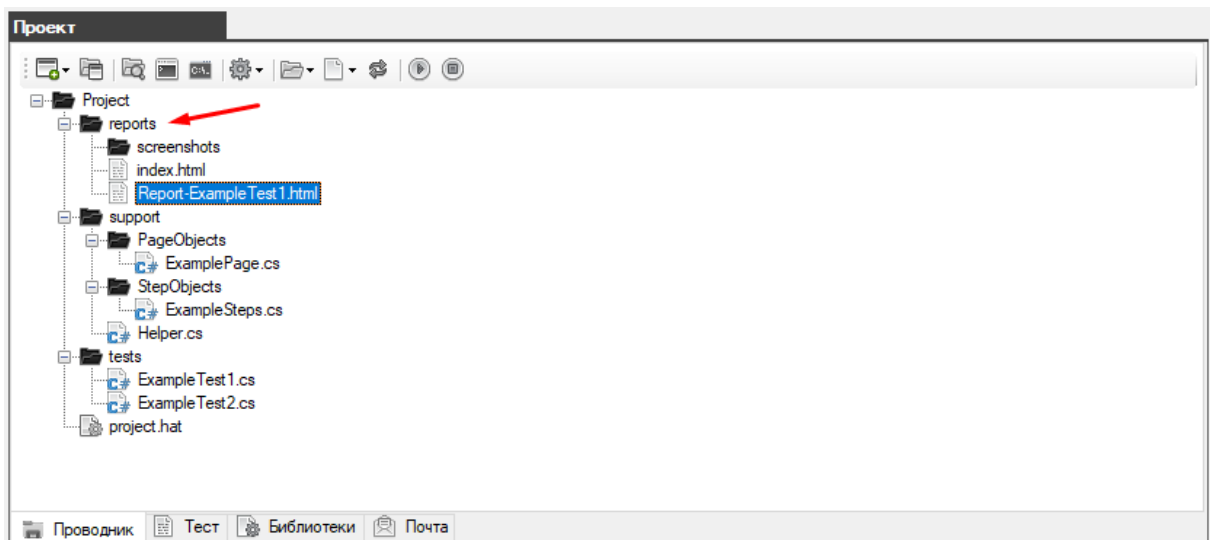 Проект
Project
reports
screenshots
index.html
Report-ExampleTest1.html
support
PageObjects
ExamplePage.cs
StepObjects
ExampleSteps.cs
Helper.cs
tests
ExampleTest1.cs
ExampleTest2.cs
project.hat
Проводник Тест Библиотеки Почта